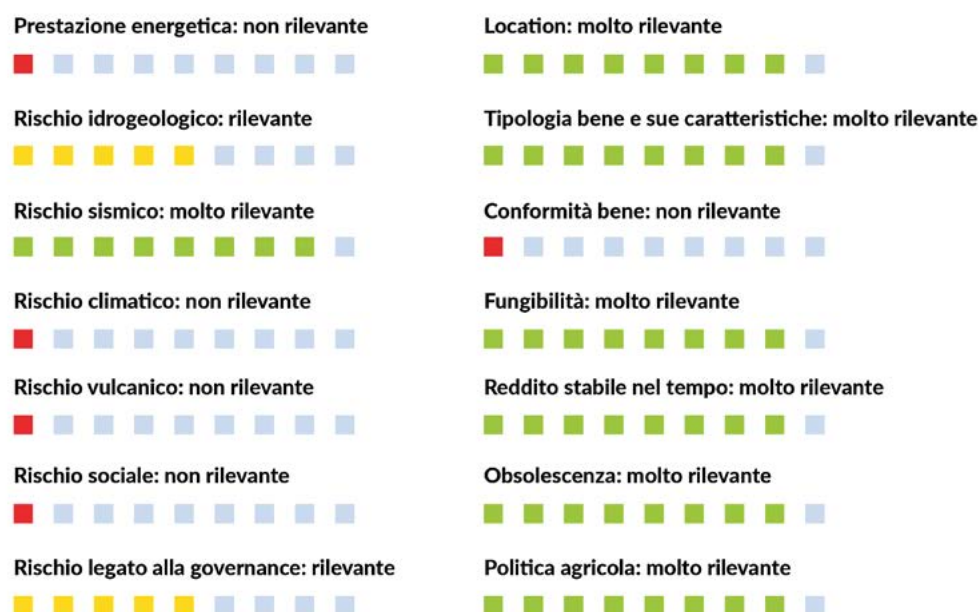 Prestazione energetica: non rilevante
Rischio idrogeologico: rilevante
Rischio sismico: molto rilevante
Rischio climatico: non rilevante
Rischio vulcanico: non rilevante
Rischio sociale: non rilevante
Rischio legato alla governance: rilevante
Location: molto rilevante
Tipologia bene e sue caratteristiche: molto rilevante
Conformità bene: non rilevante
Fungibilità: molto rilevante
Reddito stabile nel tempo: molto rilevante
Obsolescenza: molto rilevante
Politica agricola: molto rilevante